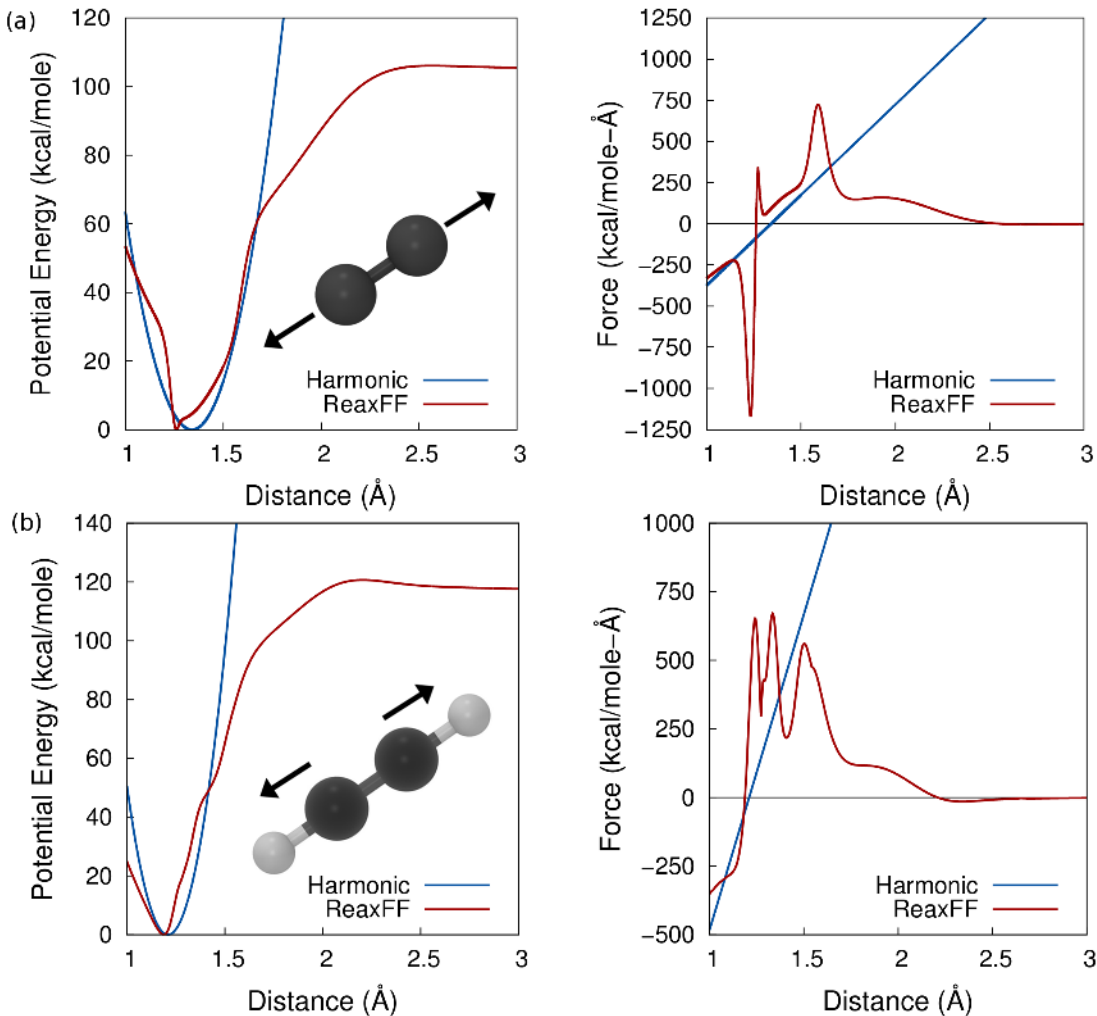 (a)
Potential Energy (kcal/mole)
120
100
80
60
40
20
0
1
1.5
2
2.5
3
Distance (Å)
Harmonic
ReaxFF
Force (kcal/mole-Å)
1250
1000
750
500
250
0
−250
−500
−750
−1000
−1250
1
1.5
2
2.5
3
Distance (Å)
Harmonic
ReaxFF
(b)
Potential Energy (kcal/mole)
140
120
100
80
60
40
20
0
1
1.5
2
2.5
3
Distance (Å)
Harmonic
ReaxFF
Force (kcal/mole-Å)
1000
750
500
250
0
−250
−500
1
1.5
2
2.5
3
Distance (Å)
Harmonic
ReaxFF